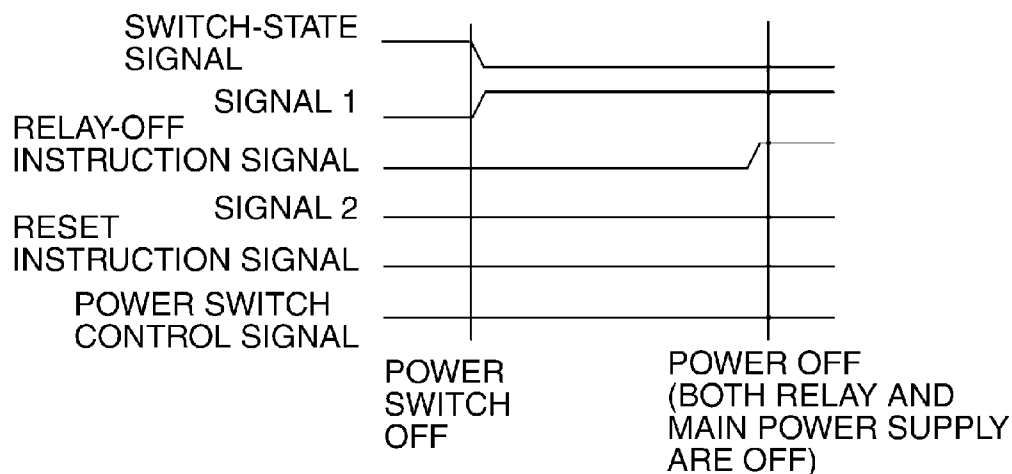 SWITCH-STATE
SIGNAL
SIGNAL 1
RELAY-OFF
INSTRUCTION SIGNAL
SIGNAL 2
RESET
INSTRUCTION SIGNAL
POWER SWITCH
CONTROL SIGNAL
POWER
SWITCH
OFF
POWER OFF
(BOTH RELAY AND
MAIN POWER SUPPLY
ARE OFF)